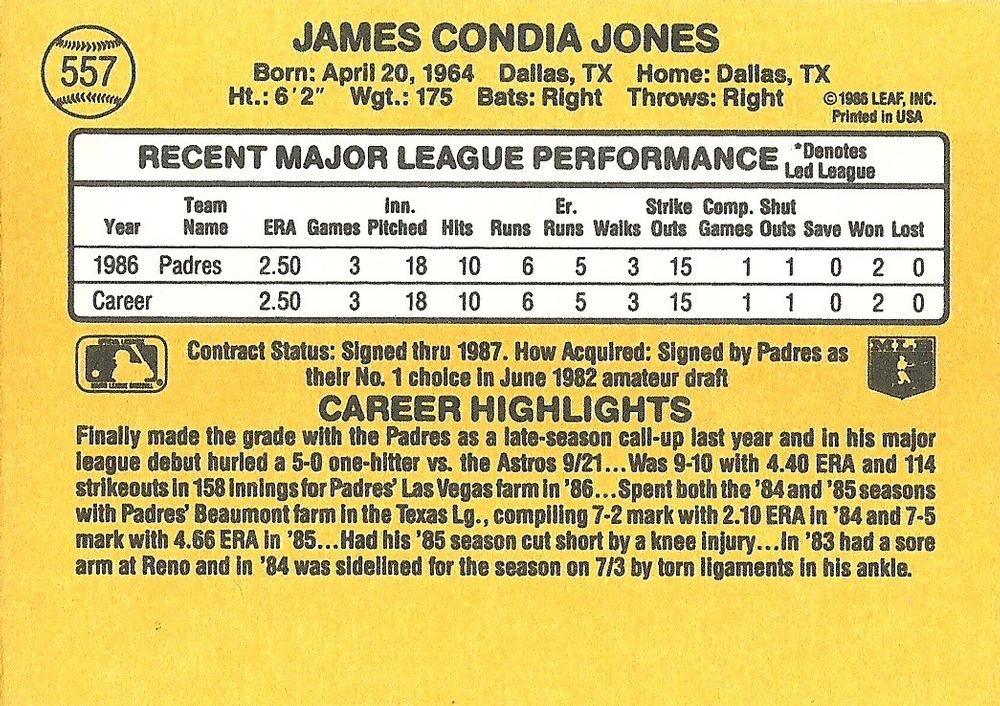 557
JAMES CONDIA JONES
Born: April 20, 1964 Dallas, TX Home: Dallas, TX
Ht.: 6'2" Wgt.: 175 Bats: Right Throws: Right
©1986 LEAF, INC.
Printed in USA
RECENT MAJOR LEAGUE PERFORMANCE *Denotes Led League
Year Team Name ERA Games Inn. Pitched Hits Runs Er. Runs Walks Strike Outs Comp. Games Shut Outs Save Won Lost
1986 Padres 2.50 3 18 10 6 5 3 15 1 1 0 2 0
Career 2.50 3 18 10 6 5 3 15 1 1 0 2 0
Contract Status: Signed thru 1987. How Acquired: Signed by Padres as
their No. 1 choice in June 1982 amateur draft
CAREER HIGHLIGHTS
Finally made the grade with the Padres as a late-season call-up last year and in his major
league debut hurled a 5-0 one-hitter vs. the Astros 9/21...Was 9-10 with 4.40 ERA and 114
strikeouts in 158 innings for Padres' Las Vegas farm in '86...Spent both the '84 and '85 seasons
with Padres' Beaumont farm in the Texas Lg., compiling 7-2 mark with 2.10 ERA in '84 and 7-5
mark with 4.66 ERA in '85...Had his '85 season cut short by a knee injury...In '83 had a sore
arm at Reno and in '84 was sidelined for the season on 7/3 by torn ligaments in his ankle.